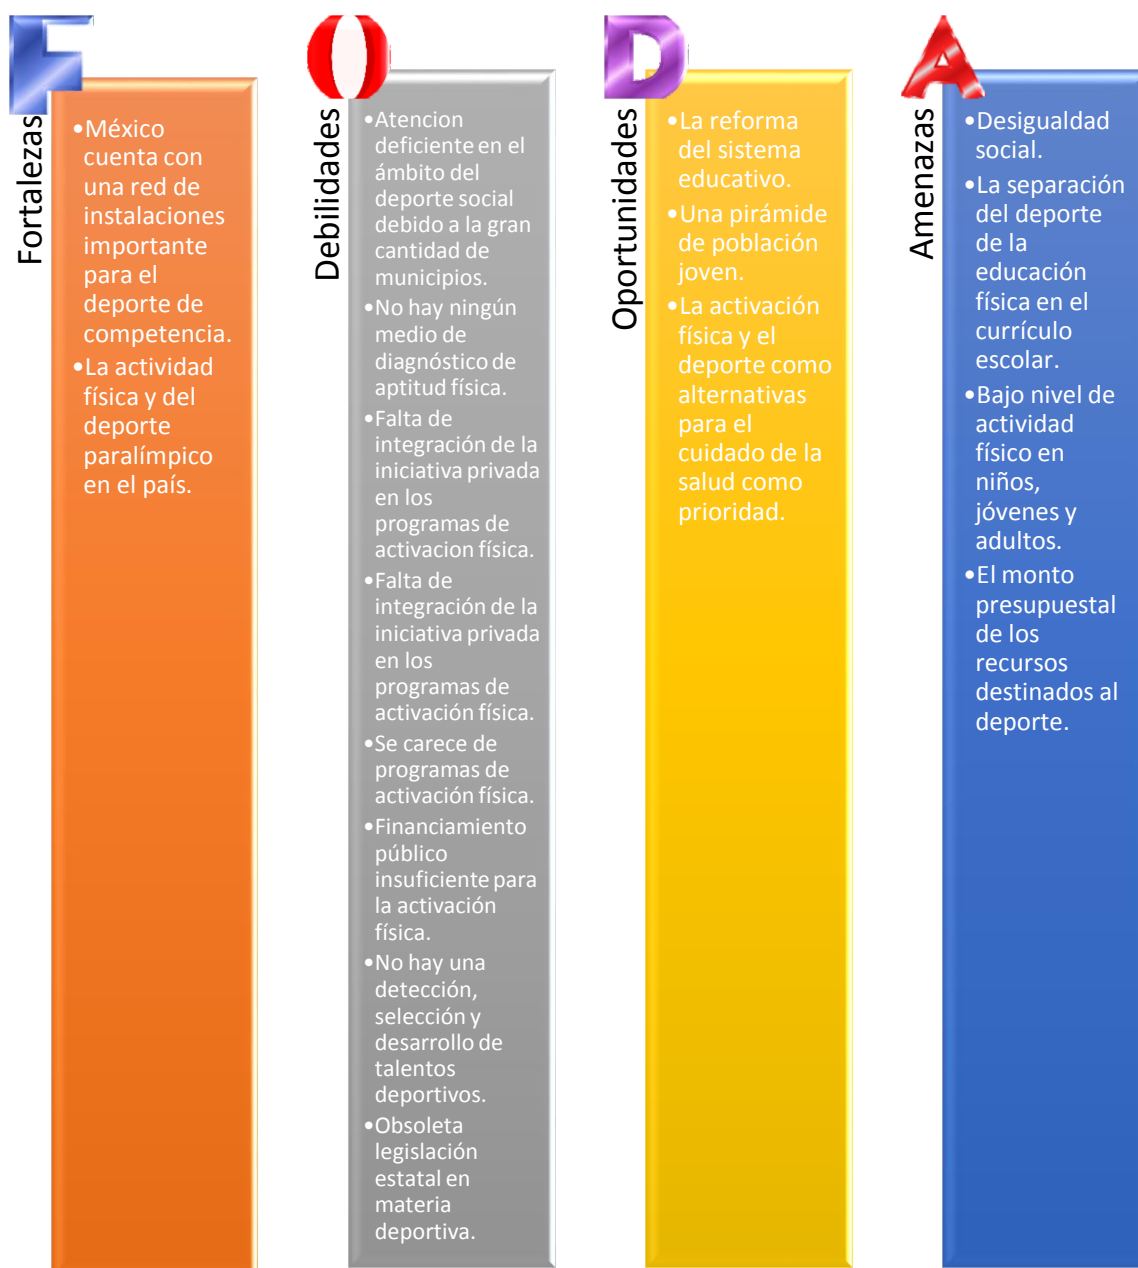 F
Fortalezas
•México
cuenta con
una red de
instalaciones
importante
para el
deporte de
competencia.
•La actividad
física y del
deporte
paralímpico
en el país.
O
Debilidades
•Atencion
deficiente en el
ámbito del
deporte social
debido a la gran
cantidad de
municipios.
•No hay ningún
medio de
diagnóstico de
aptitud física.
•Falta de
integración de la
iniciativa privada
en los
programas de
activacion física.
•Falta de
integración de la
iniciativa privada
en los
programas de
activación física.
•Se carece de
programas de
activación física.
•Financiamiento
público
insuficiente para
la activación
física.
•No hay una
detección,
selección y
desarrollo de
talentos
deportivos.
•Obsoleta
legislación
estatal en
materia
deportiva.
D
Oportunidades
•La reforma
del sistema
educativo.
•Una pirámide
de población
joven.
•La activación
física y el
deporte como
alternativas
para el
cuidado de la
salud como
prioridad.
A
Amenazas
•Desigualdad
social.
•La separación
del deporte
de la
educación
física en el
currículo
escolar.
•Bajo nivel de
actividad
físico en
niños,
jóvenes y
adultos.
•El monto
presupuestal
de los
recursos
destinados al
deporte.